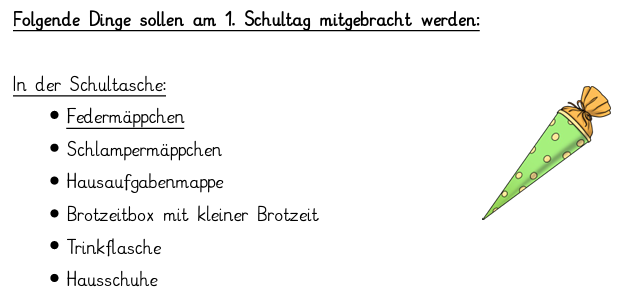 Folgende Dinge sollen am 1. Schultag mitgebracht werden:
In der Schultasche:
• Federmäppchen
• Schlampermäppchen
• Hausaufgabenmappe
• Brotzeitbox mit kleiner Brotzeit
• Trinkflasche
• Hausschuhe